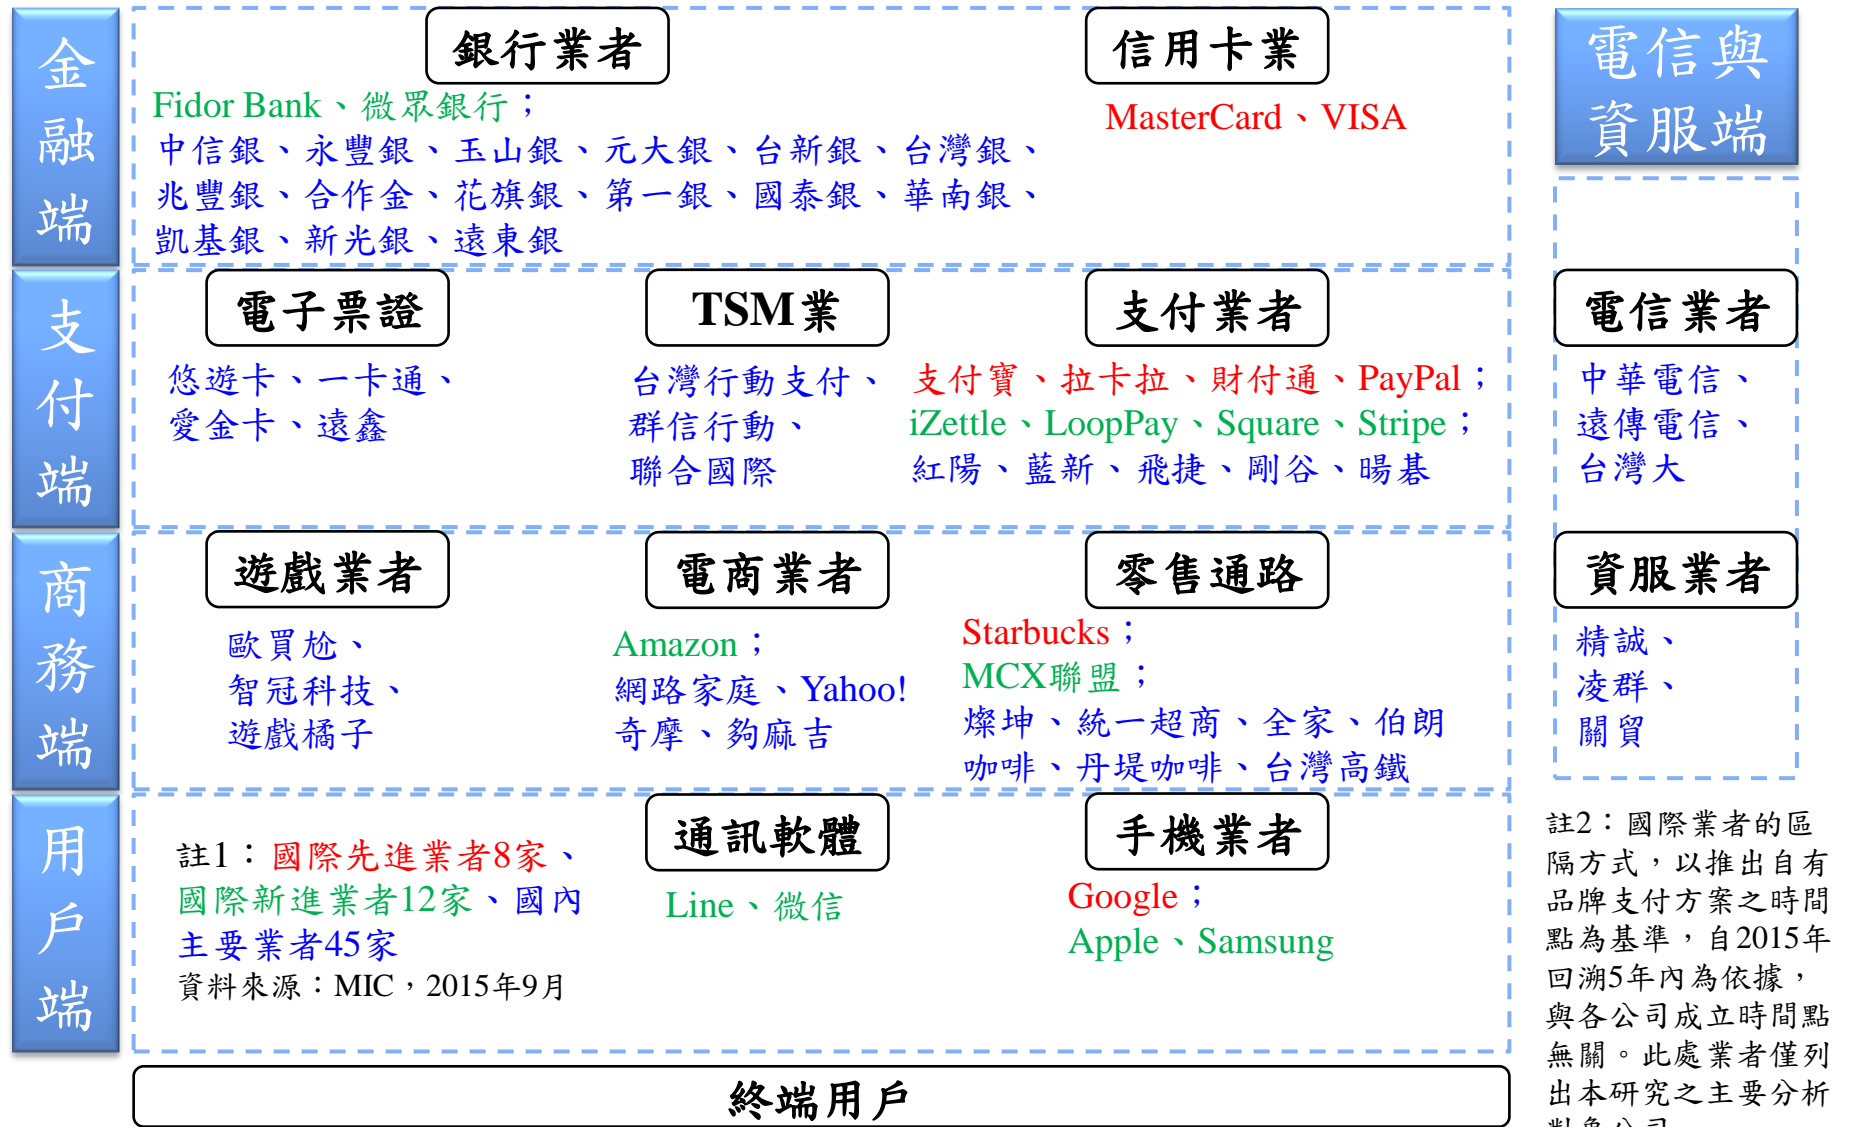 金融端
銀行業者
信用卡業
Fidor Bank、微眾銀行；
中信銀、永豐銀、玉山銀、元大銀、台新銀、台灣銀、
兆豐銀、合作金、花旗銀、第一銀、國泰銀、華南銀、
凱基銀、新光銀、遠東銀
MasterCard、VISA
電信與
資服端
支付端
電子票證
悠遊卡、一卡通、
愛金卡、遠鑫
TSM業
台灣行動支付、
群信行動、
聯合國際
支付業者
支付寶、拉卡拉、財付通、PayPal；
iZettle、LoopPay、Square、Stripe；
紅陽、藍新、飛捷、剛谷、暘碁
電信業者
中華電信、
遠傳電信、
台灣大
商務端
遊戲業者
歐買尬、
智冠科技、
遊戲橘子
電商業者
Amazon；
網路家庭、Yahoo!
奇摩、夠麻吉
零售通路
Starbucks；
MCX聯盟；
燦坤、統一超商、全家、伯朗
咖啡、丹堤咖啡、台灣高鐵
資服業者
精誠、
凌群、
關貿
用戶端
註1：國際先進業者8家、
國際新進業者12家、國內
主要業者45家
資料來源：MIC，2015年9月
通訊軟體
Line、微信
手機業者
Google；
Apple、Samsung
註2：國際業者的區
隔方式，以推出自有
品牌支付方案之時間
點為基準，自2015年
回溯5年內為依據，
與各公司成立時間點
無關。此處業者僅列
出本研究之主要分析
終端用戶